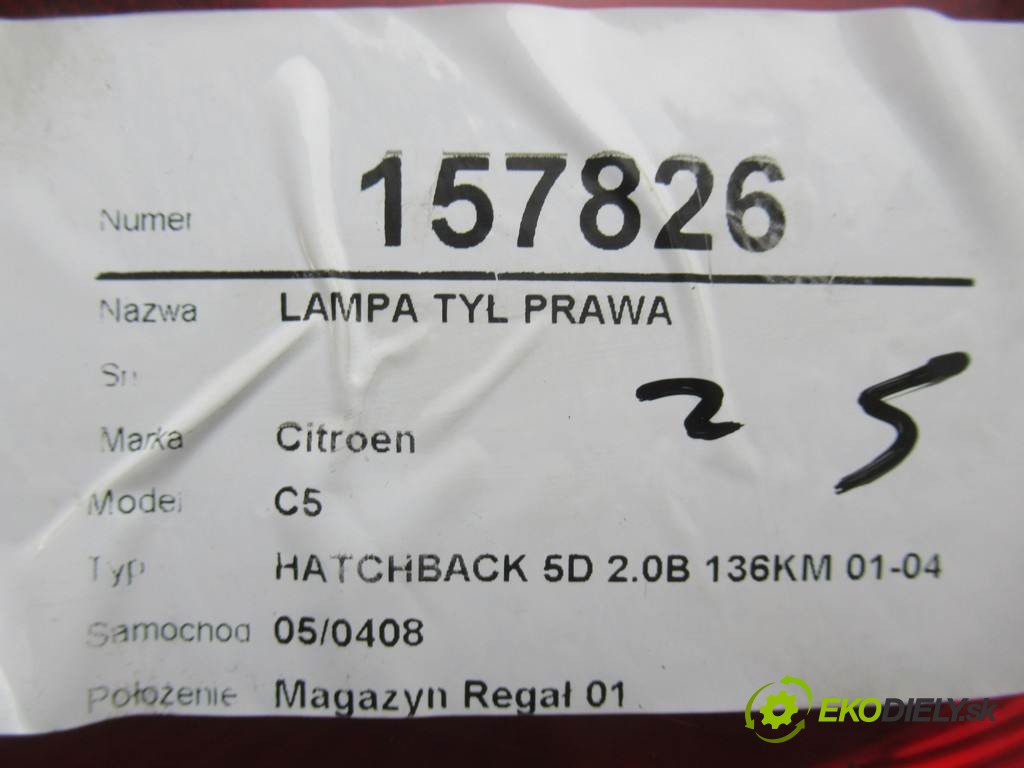 Numer 157826
Nazwa LAMPA TYŁ PRAWA
Sn
2 5
Marka Citroen
Model C5
Typ HATCHBACK 5D 2.0B 136KM 01-04
Samochod 05/0408
Położenie Magazyn Regał 01
EKODIELY.sk